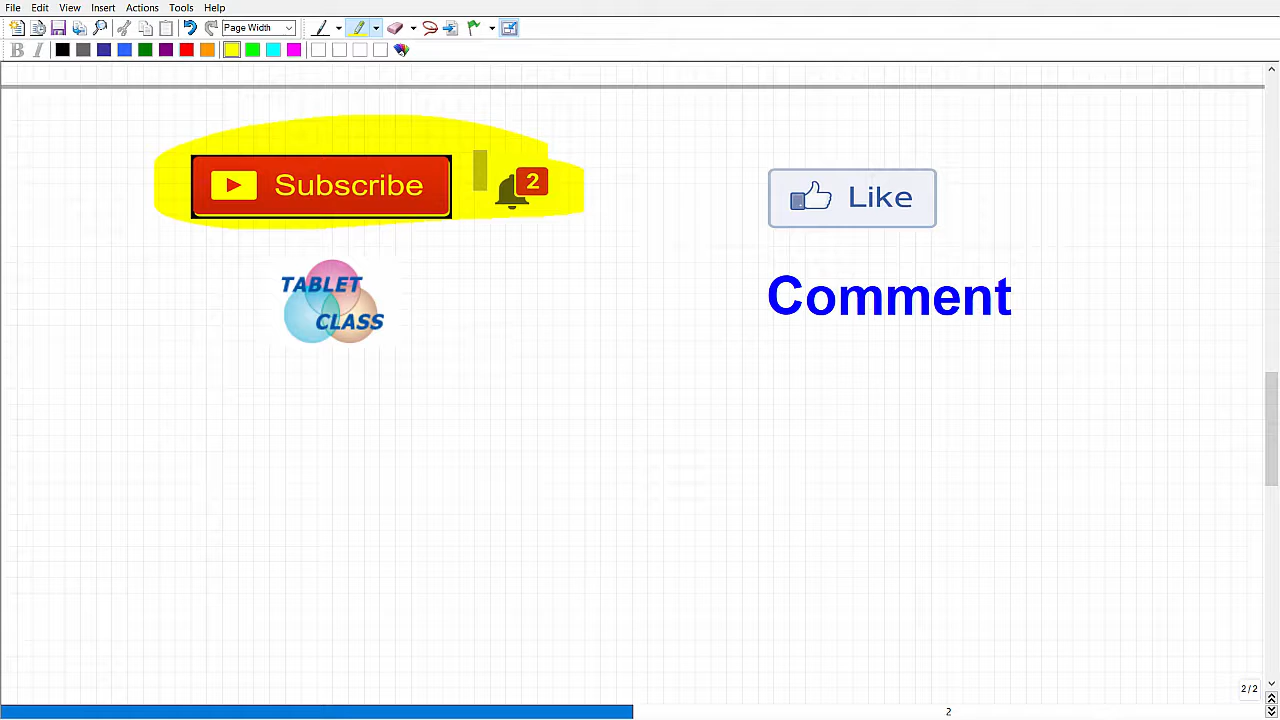 File Edit View Insert Actions Tools Help
Page Width
B I
Subscribe 2
Like
TABLET
CLASS
Comment
2/2
2